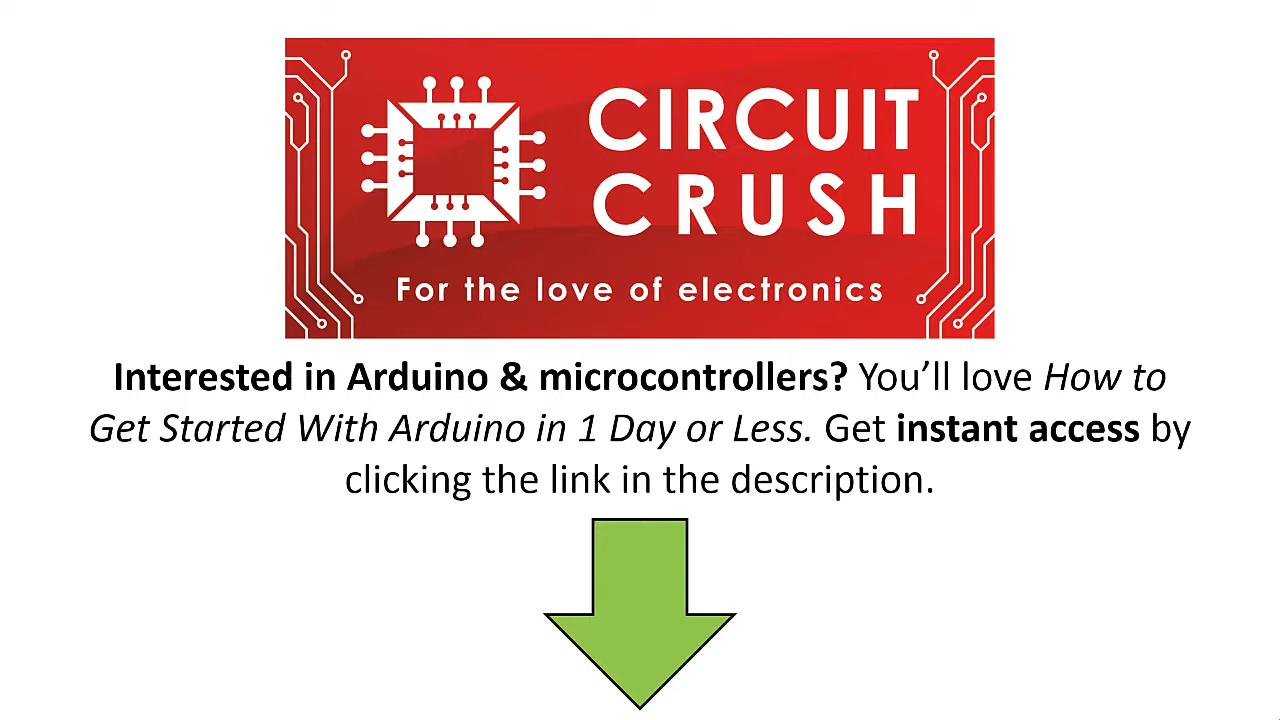 CIRCUIT
CRUSH
For the love of electronics
Interested in Arduino & microcontrollers? You’ll love How to
Get Started With Arduino in 1 Day or Less. Get instant access by
clicking the link in the description.